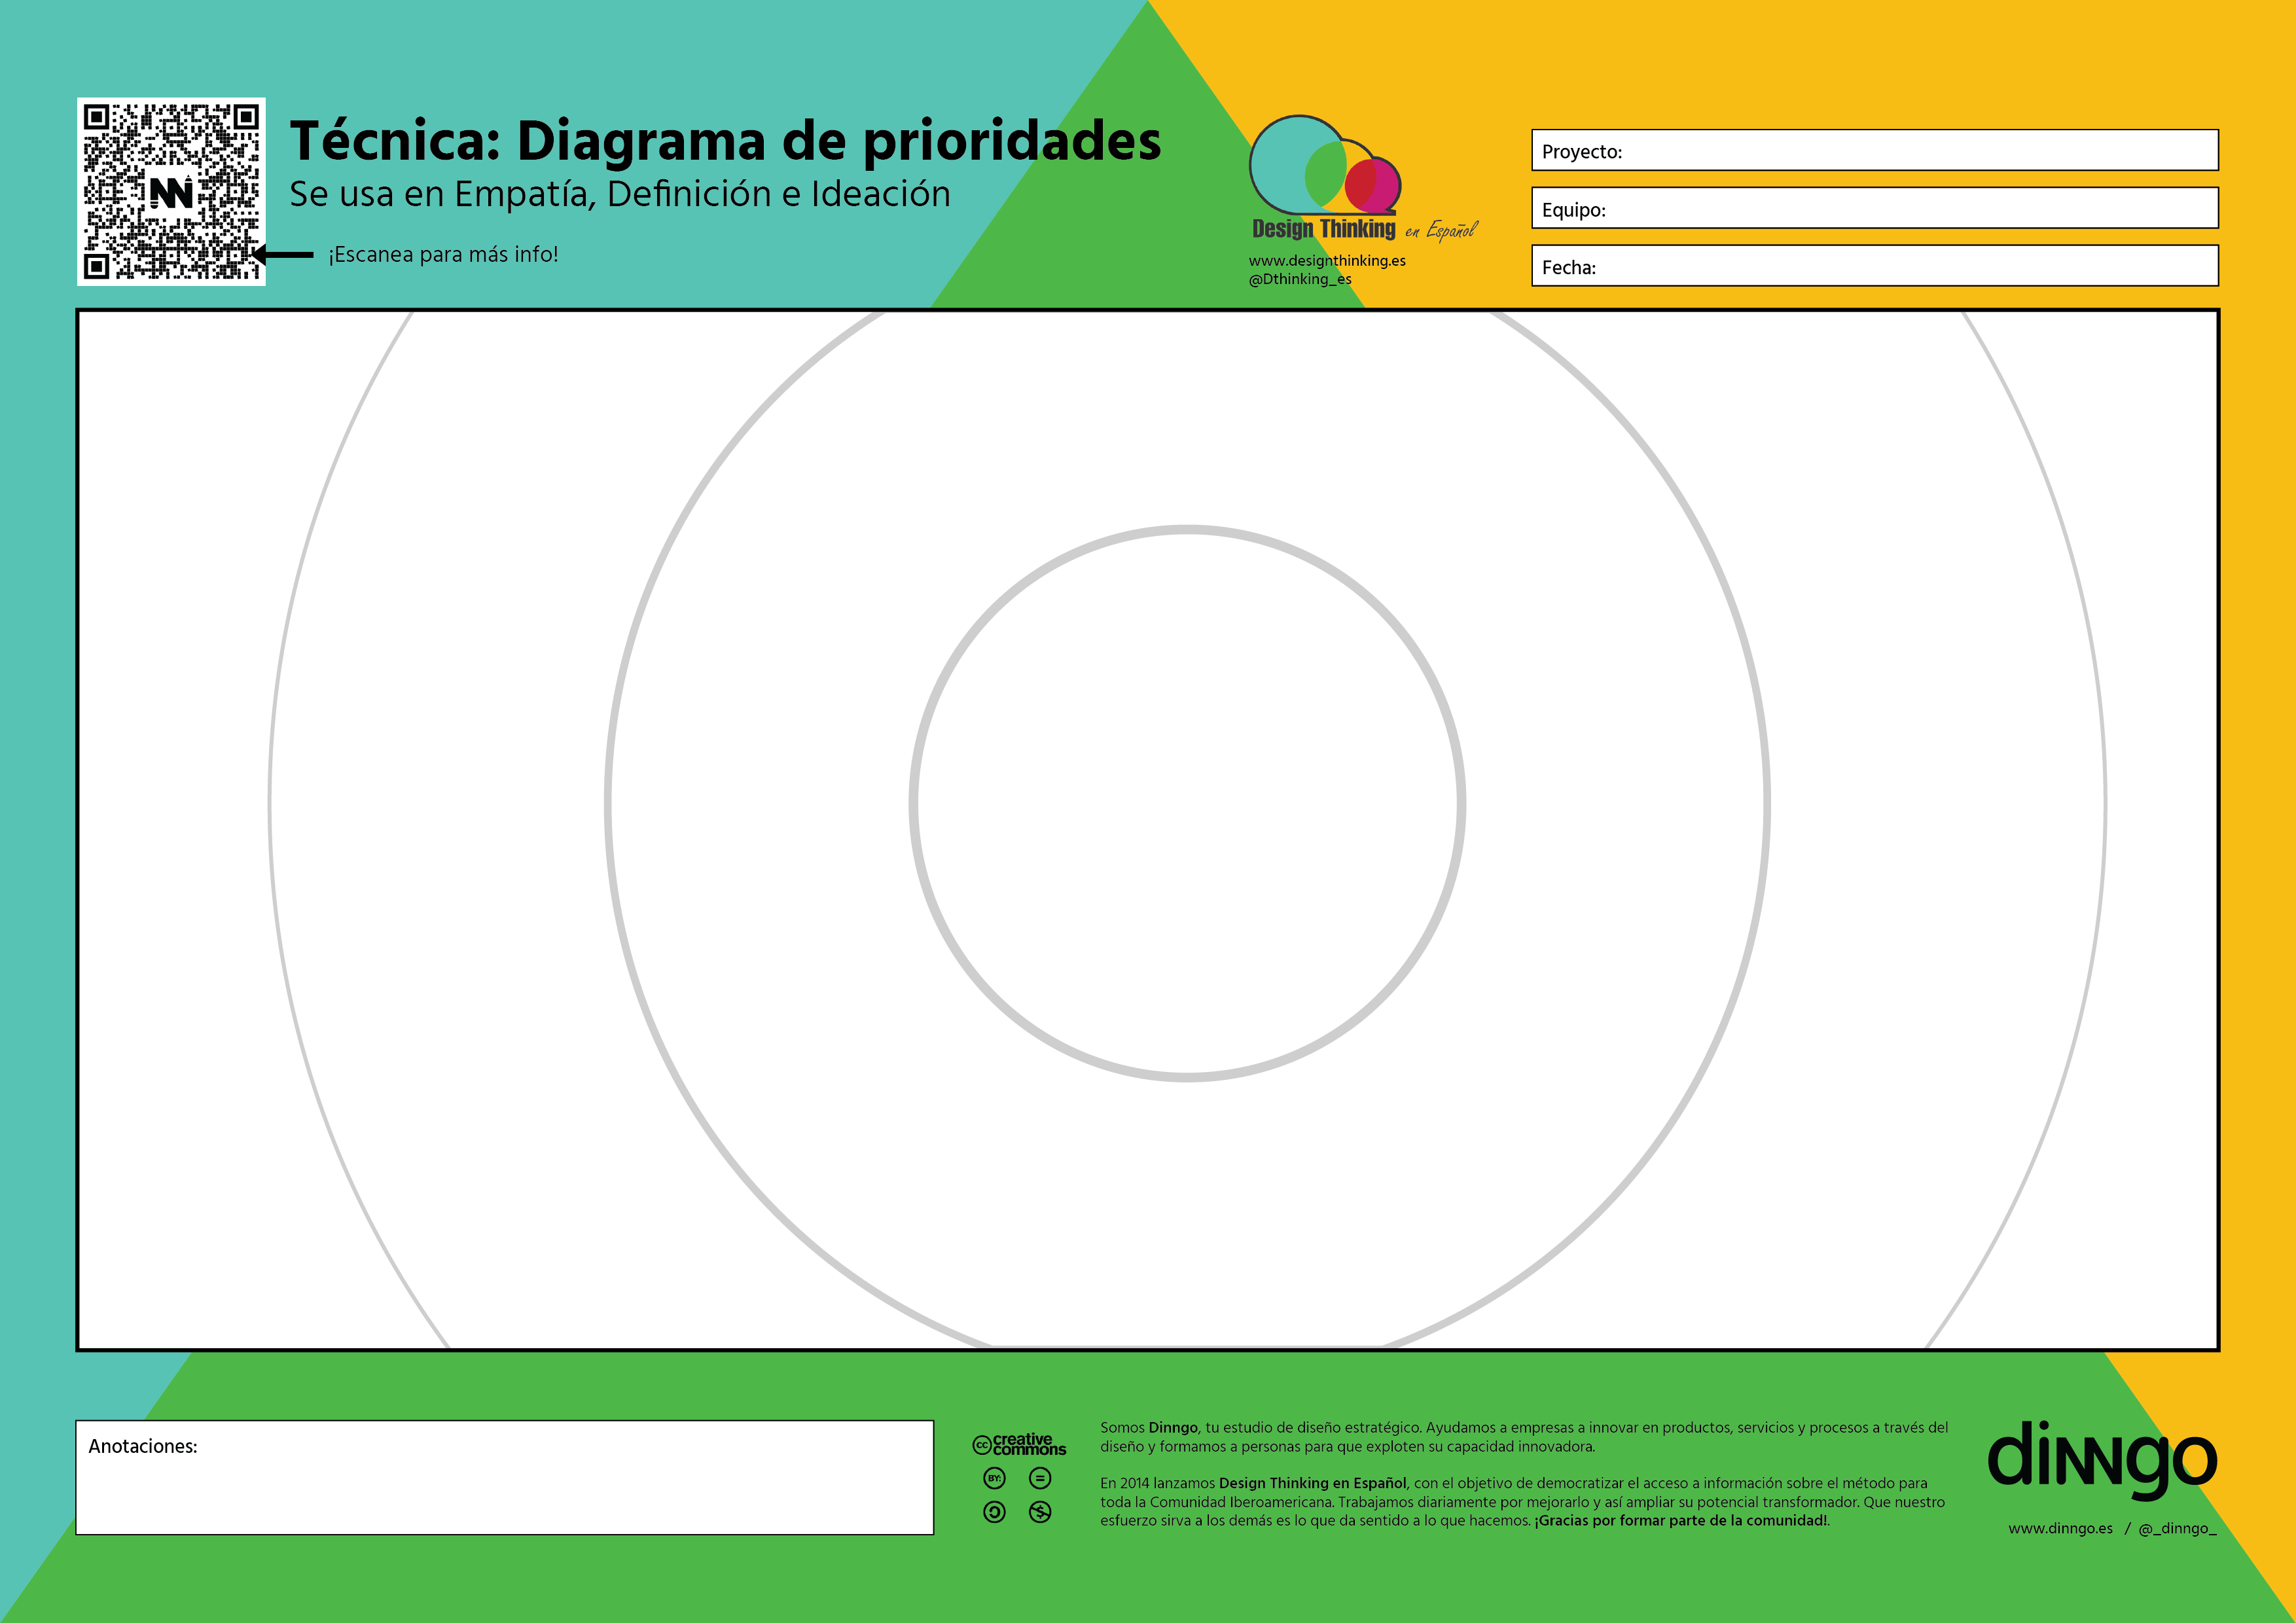 Técnica: Diagrama de prioridades
Se usa en Empatía, Definición e Ideación
¡Escanea para más info!
Design Thinking en Español
www.designthinking.es
@Dthinking_es
Proyecto:
Equipo:
Fecha:
Anotaciones:
cc creative
commons
BY:
Somos Dinngo, tu estudio de diseño estratégico. Ayudamos a empresas a innovar en productos, servicios y procesos a través del
diseño y formamos a personas para que exploten su capacidad innovadora.
En 2014 lanzamos Design Thinking en Español, con el objetivo de democratizar el acceso a información sobre el método para
toda la Comunidad Iberoamericana. Trabajamos diariamente por mejorarlo y así ampliar su potencial transformador. Que nuestro
esfuerzo sirva a los demás es lo que da sentido a lo que hacemos. ¡Gracias por formar parte de la comunidad!.
dinngo
www.dinngo.es / @_dinngo_